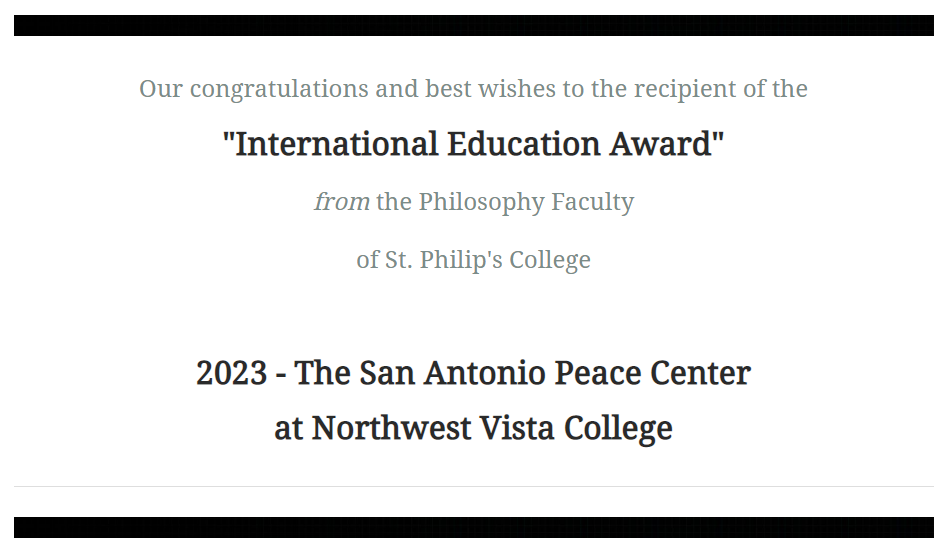 Our congratulations and best wishes to the recipient of the
"International Education Award"
from the Philosophy Faculty
of St. Philip's College
2023 - The San Antonio Peace Center
at Northwest Vista College